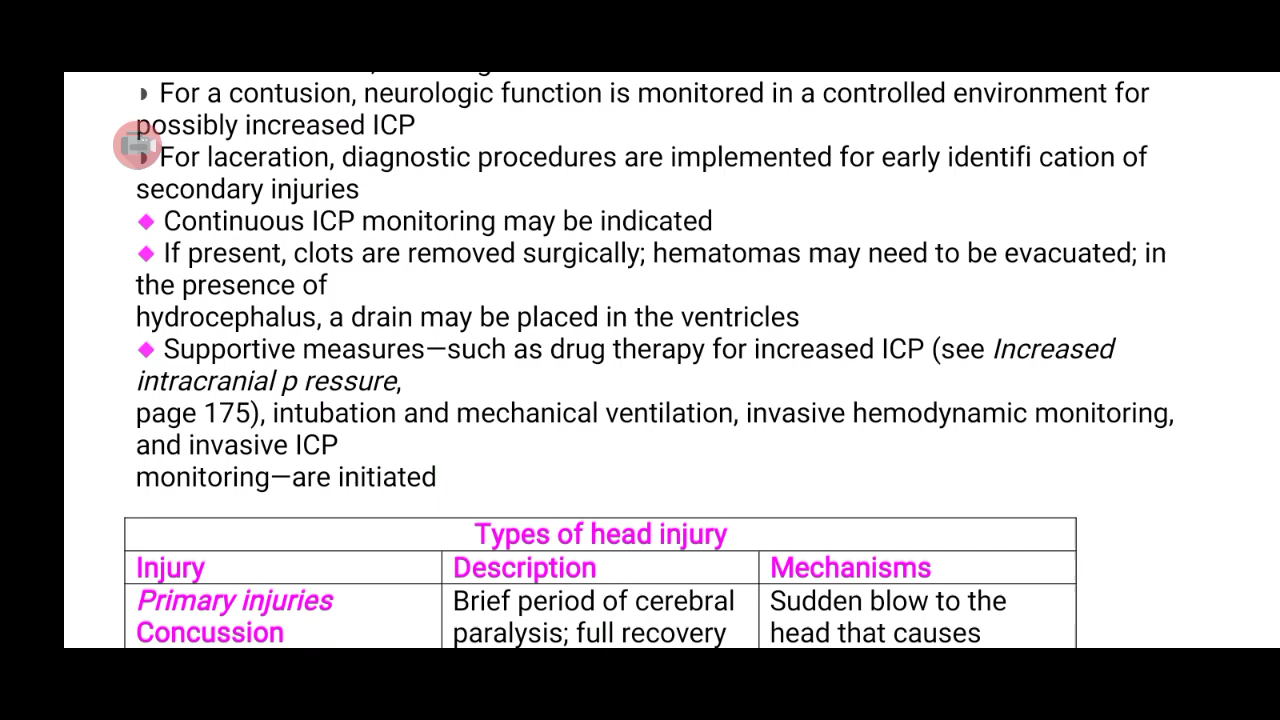 ◗ For a contusion, neurologic function is monitored in a controlled environment for
possibly increased ICP
◗ For laceration, diagnostic procedures are implemented for early identifi cation of
secondary injuries
◆ Continuous ICP monitoring may be indicated
◆ If present, clots are removed surgically; hematomas may need to be evacuated; in
the presence of
hydrocephalus, a drain may be placed in the ventricles
◆ Supportive measures—such as drug therapy for increased ICP (see Increased
intracranial p ressure,
page 175), intubation and mechanical ventilation, invasive hemodynamic monitoring,
and invasive ICP
monitoring—are initiated
Types of head injury
Injury
Description
Mechanisms
Primary injuries
Concussion
Brief period of cerebral
paralysis; full recovery
Sudden blow to the
head that causes